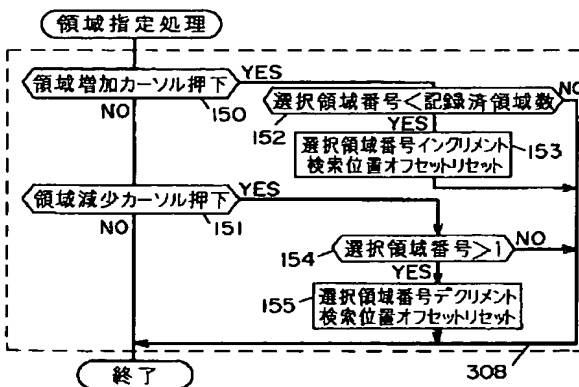 領域指定処理
領域増加カーソル押下
YES
NO
150
選択領域番号<記録済領域数
NO
152
YES
選択領域番号インクリメント
検索位置オフセットリセット
153
領域減少カーソル押下
YES
NO
151
選択領域番号>1
NO
154
YES
選択領域番号デクリメント
検索位置オフセットリセット
155
308
終了